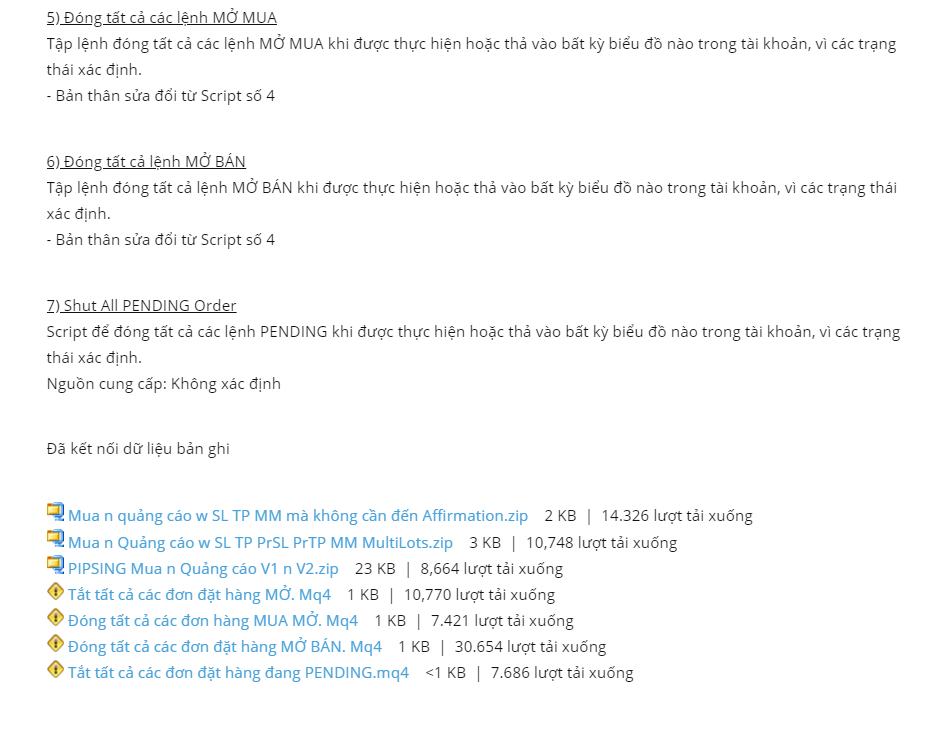 5) Đóng tất cả các lệnh MỞ MUA
Tập lệnh đóng tất cả các lệnh MỞ MUA khi được thực hiện hoặc thả vào bất kỳ biểu đồ nào trong tài khoản, vì các trạng
thái xác định.
- Bản thân sửa đổi từ Script số 4
6) Đóng tất cả lệnh MỞ BÁN
Tập lệnh đóng tất cả lệnh MỞ BÁN khi được thực hiện hoặc thả vào bất kỳ biểu đồ nào trong tài khoản, vì các trạng thái
xác định.
- Bản thân sửa đổi từ Script số 4
7) Shut All PENDING Order
Script để đóng tất cả các lệnh PENDING khi được thực hiện hoặc thả vào bất kỳ biểu đồ nào trong tài khoản, vì các trạng
thái xác định.
Nguồn cung cấp: Không xác định
Đã kết nối dữ liệu bản ghi
Mua n quảng cáo w SL TP MM mà không cần đến Affirmation.zip 2 KB | 14.326 lượt tải xuống
Mua n Quảng cáo w SL TP PrSL PrTP MM MultiLots.zip 3 KB | 10,748 lượt tải xuống
PIPSING Mua n Quảng cáo V1 n V2.zip 23 KB | 8,664 lượt tải xuống
Tắt tất cả các đơn đặt hàng MỞ. Mq4 1 KB | 10,770 lượt tải xuống
Đóng tất cả các đơn hàng MUA MỞ. Mq4 1 KB | 7.421 lượt tải xuống
Đóng tất cả các đơn đặt hàng MỞ BÁN. Mq4 1 KB | 30.654 lượt tải xuống
Tắt tất cả các đơn đặt hàng đang PENDING.mq4 <1 KB | 7.686 lượt tải xuống